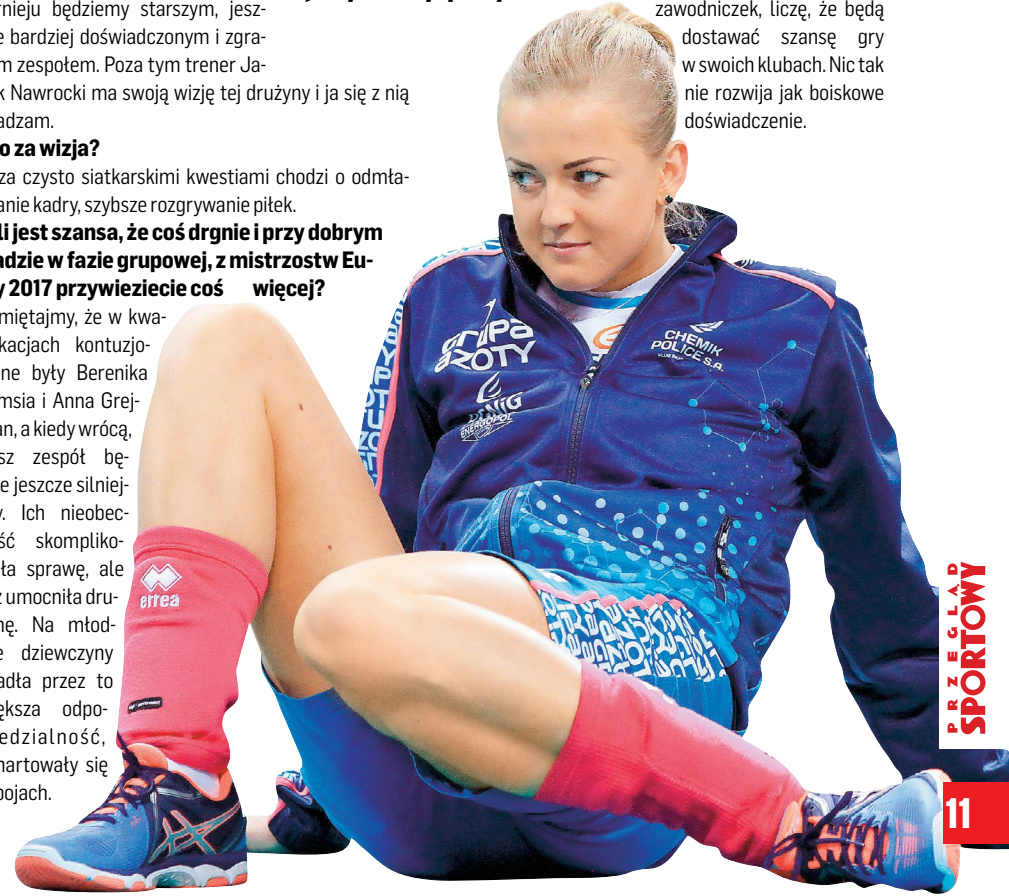 rnieju będziemy starszym, jesz-
e bardziej doświadczonym i zgra-
m zespołem. Poza tym trener Ja-
k Nawrocki ma swoją wizję tej drużyny i ja się z nią
adzam.
o za wizja?
za czysto siatkarskimi kwestiami chodzi o odmła-
anie kadry, szybsze rozgrywanie piłek.
li jest szansa, że coś drgnie i przy dobrym
adzie w fazie grupowej, z mistrzostw Eu-
y 2017 przywieziecie coś więcej?
miętajmy, że w kwa-
kacjach kontuzjo-
ne były Berenika
msia i Anna Grej-
an, a kiedy wrócą,
sz zespół bę-
e jeszcze silniej-
y. Ich nieobec-
ść skompliko-
ła sprawę, ale
z umocniła dru-
nę. Na młod-
e dziewczyny
adła przez to
ększa odpo-
edzialność,
hartowały się
bojach.
zawodniczek, liczę, że będą
dostawać szansę gry
w swoich klubach. Nic tak
nie rozwija jak boiskowe
doświadczenie.
grupa
azoty
PGNiG
ENERGOPOL
CHEMIK
POLICE S.A.
errea
PRZEGLĄD
SPORTOWY
11